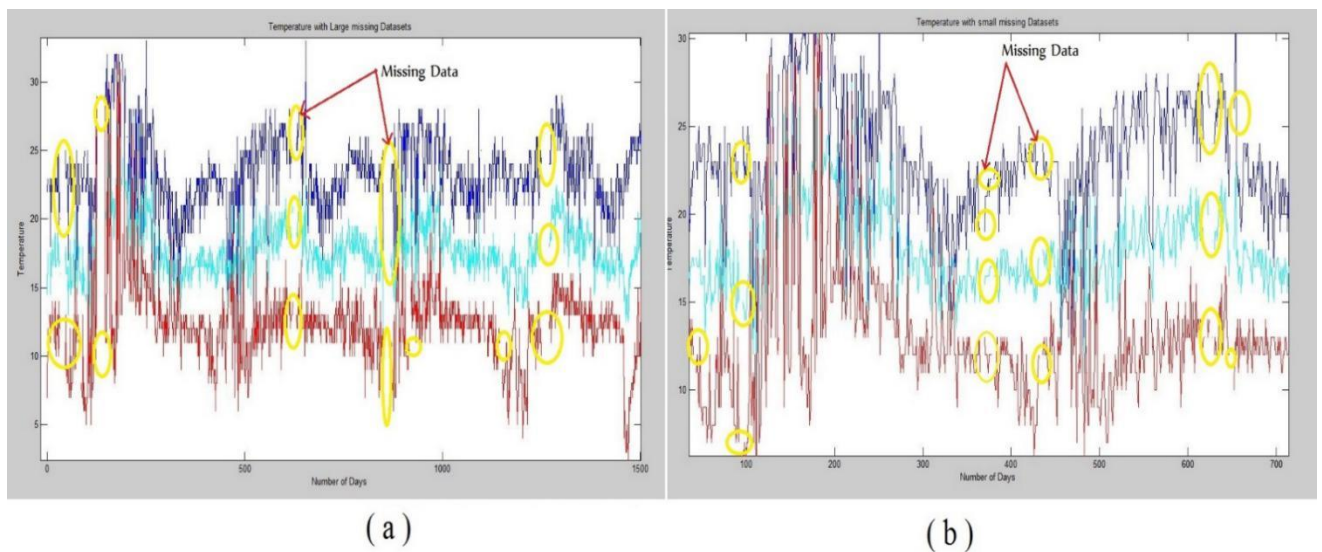 Temperature with Large missing Datasets
Missing Data
30
25
20
15
10
5
Temperature
0
500
1000
1500
Number of Days
( a )
Temperature with small missing Datasets
Missing Data
30
25
20
15
10
Temperature
100
200
300
400
500
600
700
Number of Days
( b )